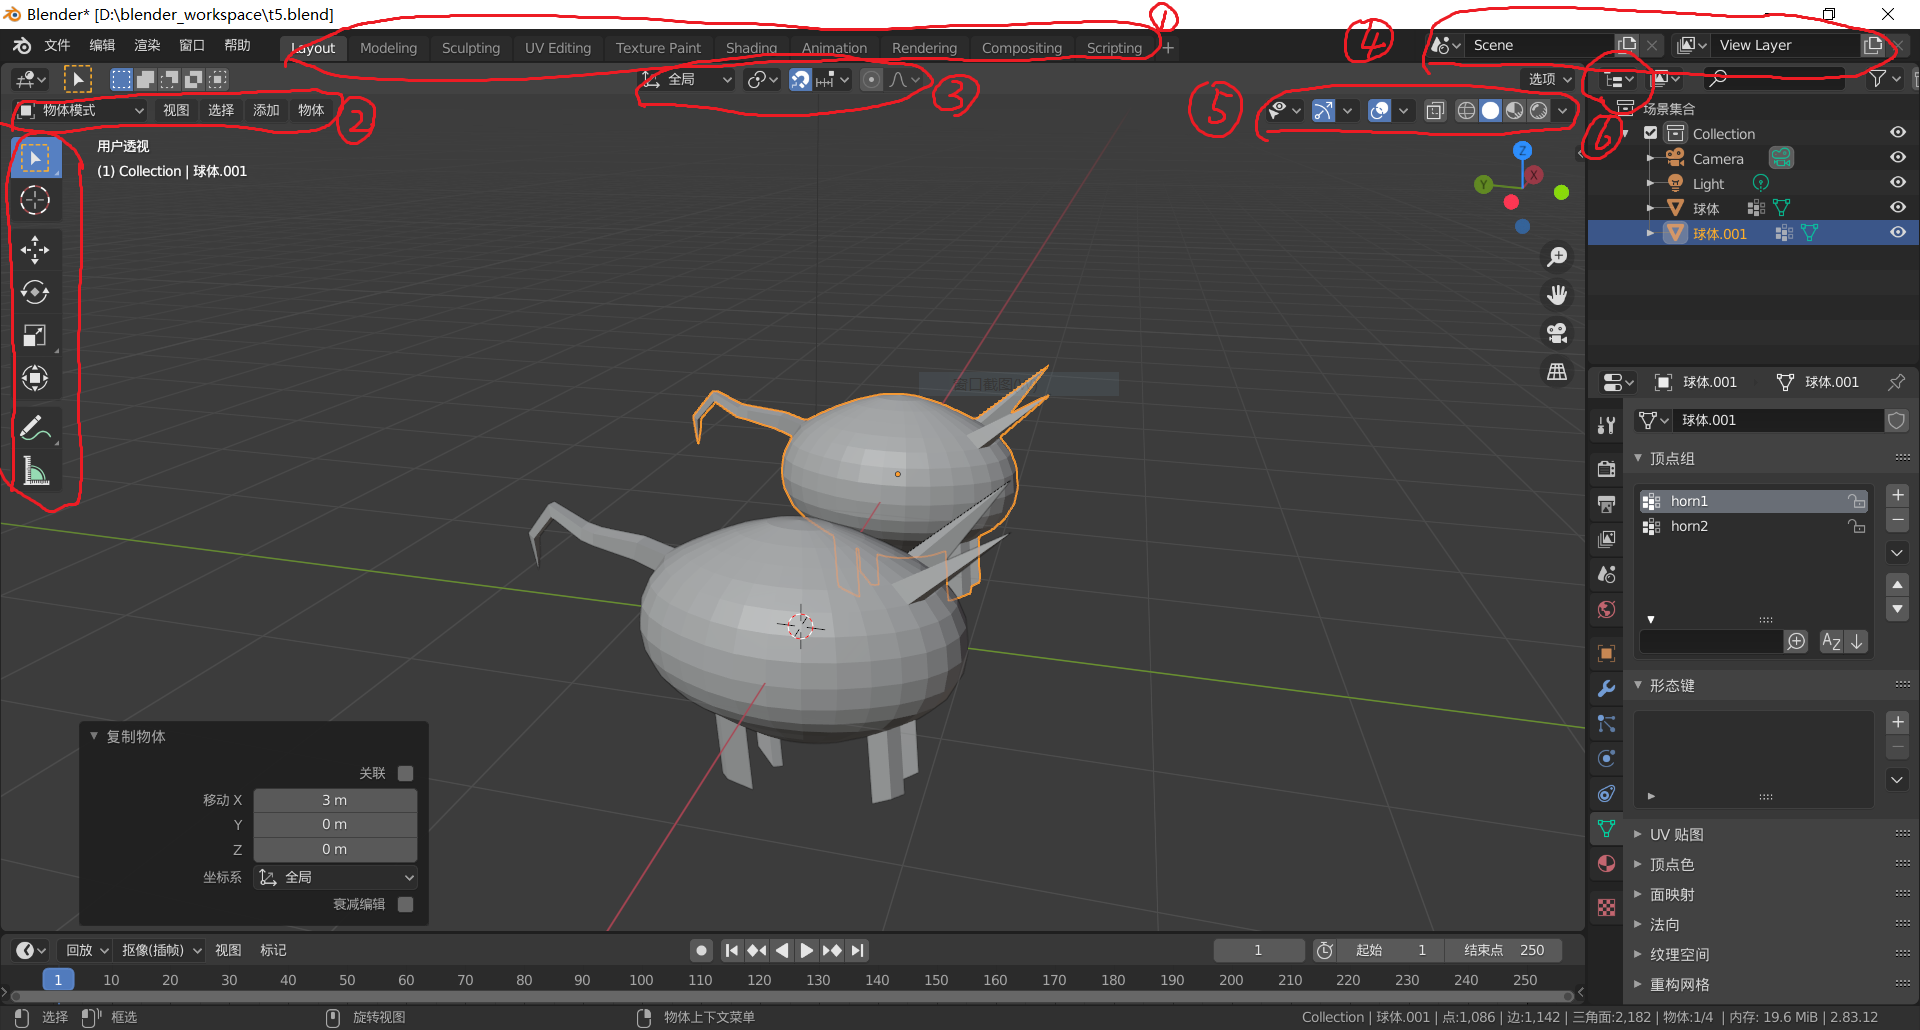 Blender* [D:\blender_workspace\t5.blend]
文件 编辑 渲染 窗口 帮助
Layout Modeling Sculpting UV Editing Texture Paint Shading Animation Rendering Compositing Scripting +
①
④
Scene
View Layer
全局
③
选项
物体模式 视图 选择 添加 物体
②
⑤
⑥
用户透视
(1) Collection | 球体.001
Z
Y
X
场景集合
Collection
Camera
Light
球体
球体.001
窗口截图
球体.001 球体.001
球体.001
顶点组
horn1
horn2
形态键
UV 贴图
顶点色
面映射
法向
纹理空间
重构网格
复制物体
关联
移动 X 3 m
Y 0 m
Z 0 m
坐标系 全局
衰减编辑
回放 抠像(插帧) 视图 标记
1
起始 1
结束点 250
1 10 20 30 40 50 60 70 80 90 100 110 120 130 140 150 160 170 180 190 200 210 220 230 240 250
选择 框选 旋转视图 物体上下文菜单
Collection | 球体.001 | 点:1,086 | 边:1,142 | 三角面:2,182 | 物体:1/4 | 内存: 19.6 MiB | 2.83.12